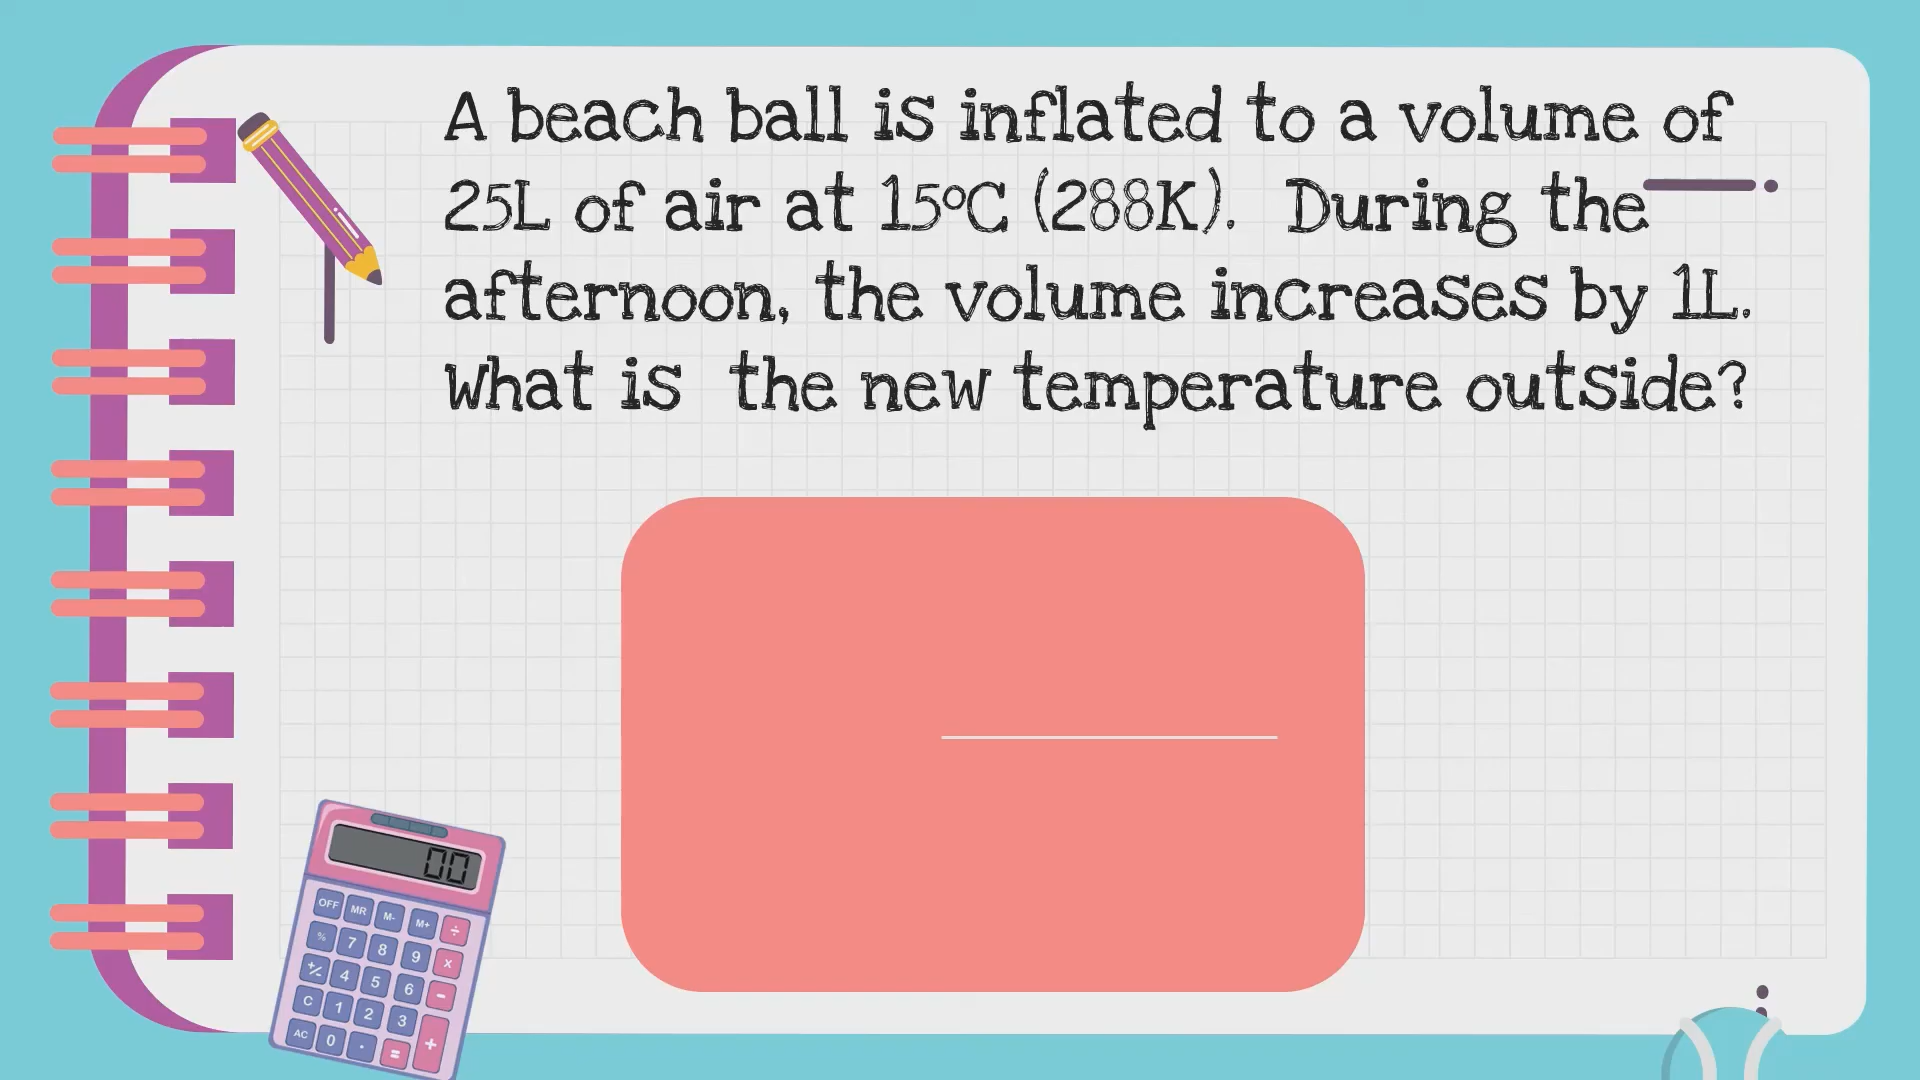 A beach ball is inflated to a volume of
25L of air at 15°C (288K). During the
afternoon, the volume increases by 1L.
What is the new temperature outside?
00
OFF MR M- M+ ÷
% 7 8 9 x
+/- 4 5 6 -
C 1 2 3 +
AC 0 . =